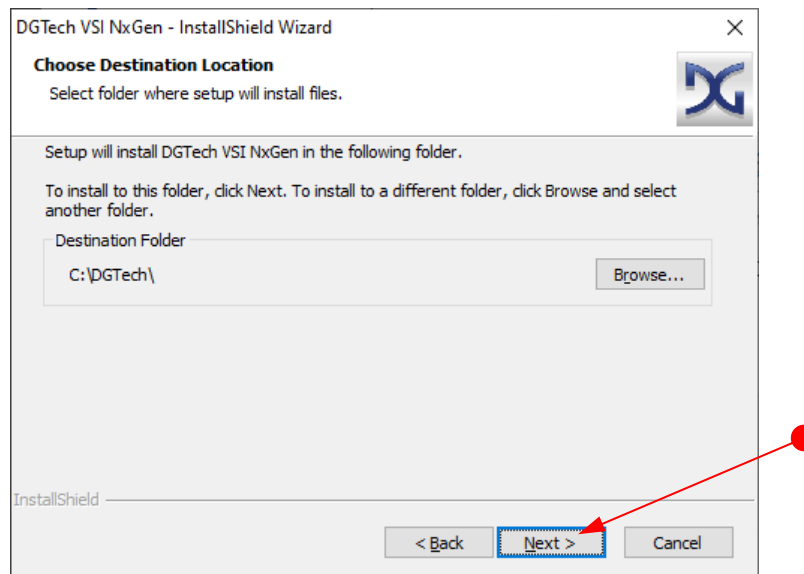 DGTech VSI NxGen - InstallShield Wizard
Choose Destination Location
Select folder where setup will install files.
DG
Setup will install DGTech VSI NxGen in the following folder.
To install to this folder, click Next. To install to a different folder, click Browse and select
another folder.
Destination Folder
C:\DGTech\
Browse...
InstallShield
< Back
Next >
Cancel